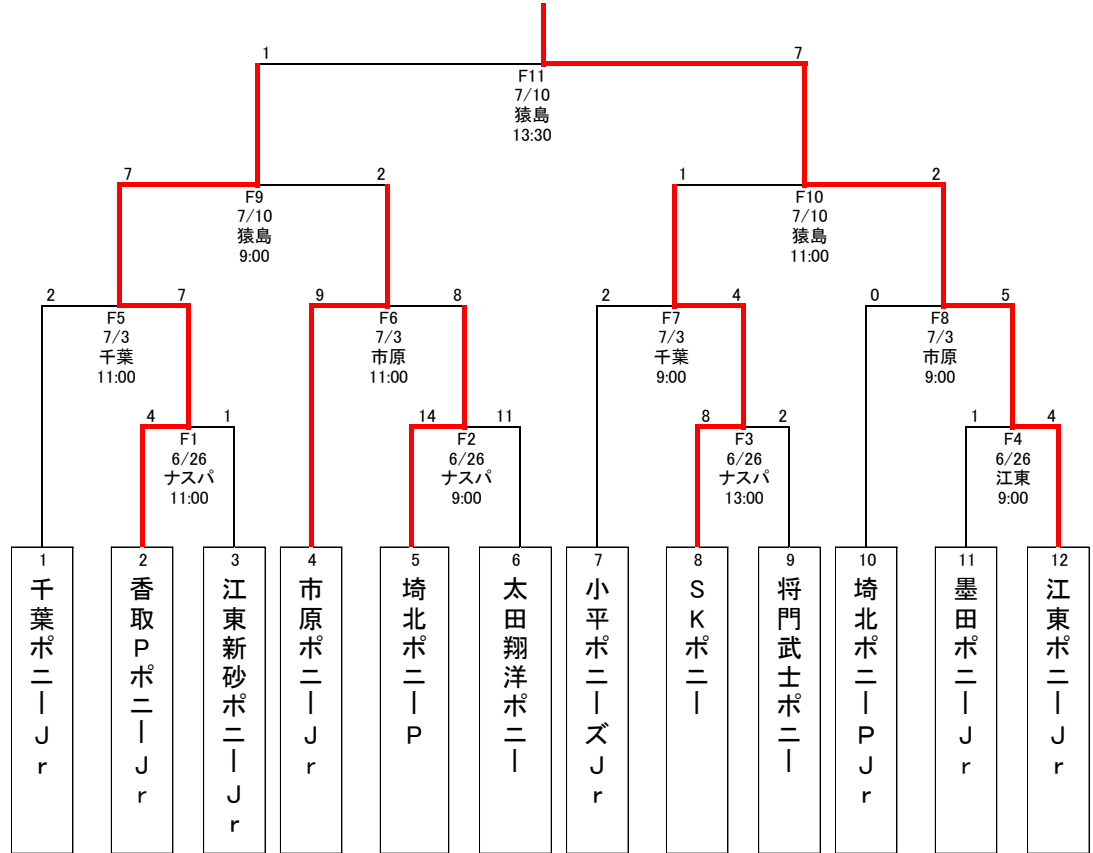 1 7
F11
7/10
猿島
13:30
7 2 1 2
F9
7/10
猿島
9:00
F10
7/10
猿島
11:00
2 7 9 8 2 4 0 5
F5
7/3
千葉
11:00
F6
7/3
市原
11:00
F7
7/3
千葉
9:00
F8
7/3
市原
9:00
4 1 14 11 8 2 1 4
F1
6/26
ナスパ
11:00
F2
6/26
ナスパ
9:00
F3
6/26
ナスパ
13:00
F4
6/26
江東
9:00
1
千葉ポニーJr
2
香取PポニーJr
3
江東新砂ポニーJr
4
市原ポニーJr
5
埼北ポニーP
6
太田翔洋ポニー
7
小平ポニーズJr
8
SKポニー
9
将門武士ポニー
10
埼北ポニーPJr
11
墨田ポニーJr
12
江東ポニーJr